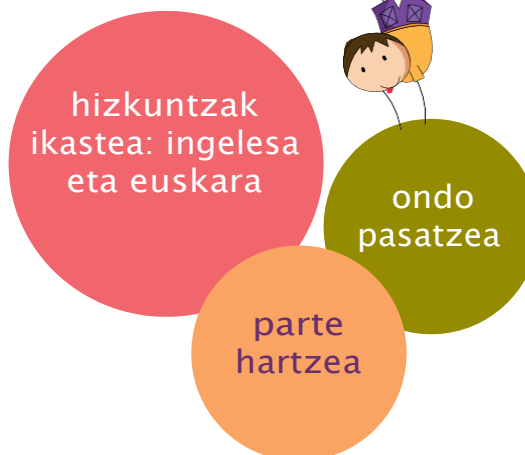 hizkuntzak
ikastea: ingelesa
eta euskara
ondo
pasatzea
parte
hartzea